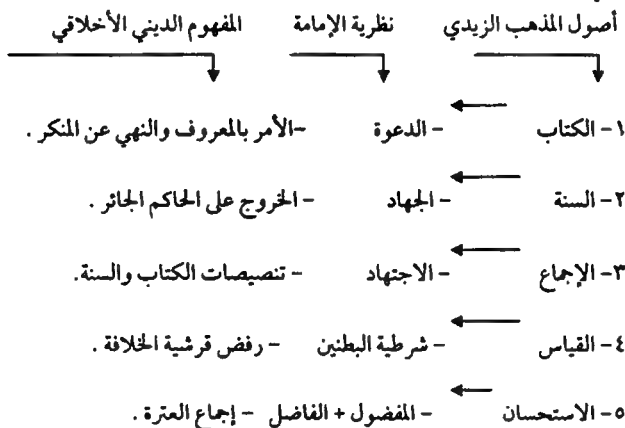 أصول المذهب الزيدي نظرية الإمامة المفهوم الديني الأخلاقي
١- الكتاب - الدعوة -الأمر بالمعروف والنهي عن المنكر .
٢- السنة - الجهاد - الخروج على الحاكم الجائر .
٣- الإجماع - الاجتهاد - تنصيصات الكتاب والسنة.
٤- القياس - شرطية البطنين - رفض قرشية الخلافة .
٥- الاستحسان - المفضول + الفاضل - إجماع العترة .